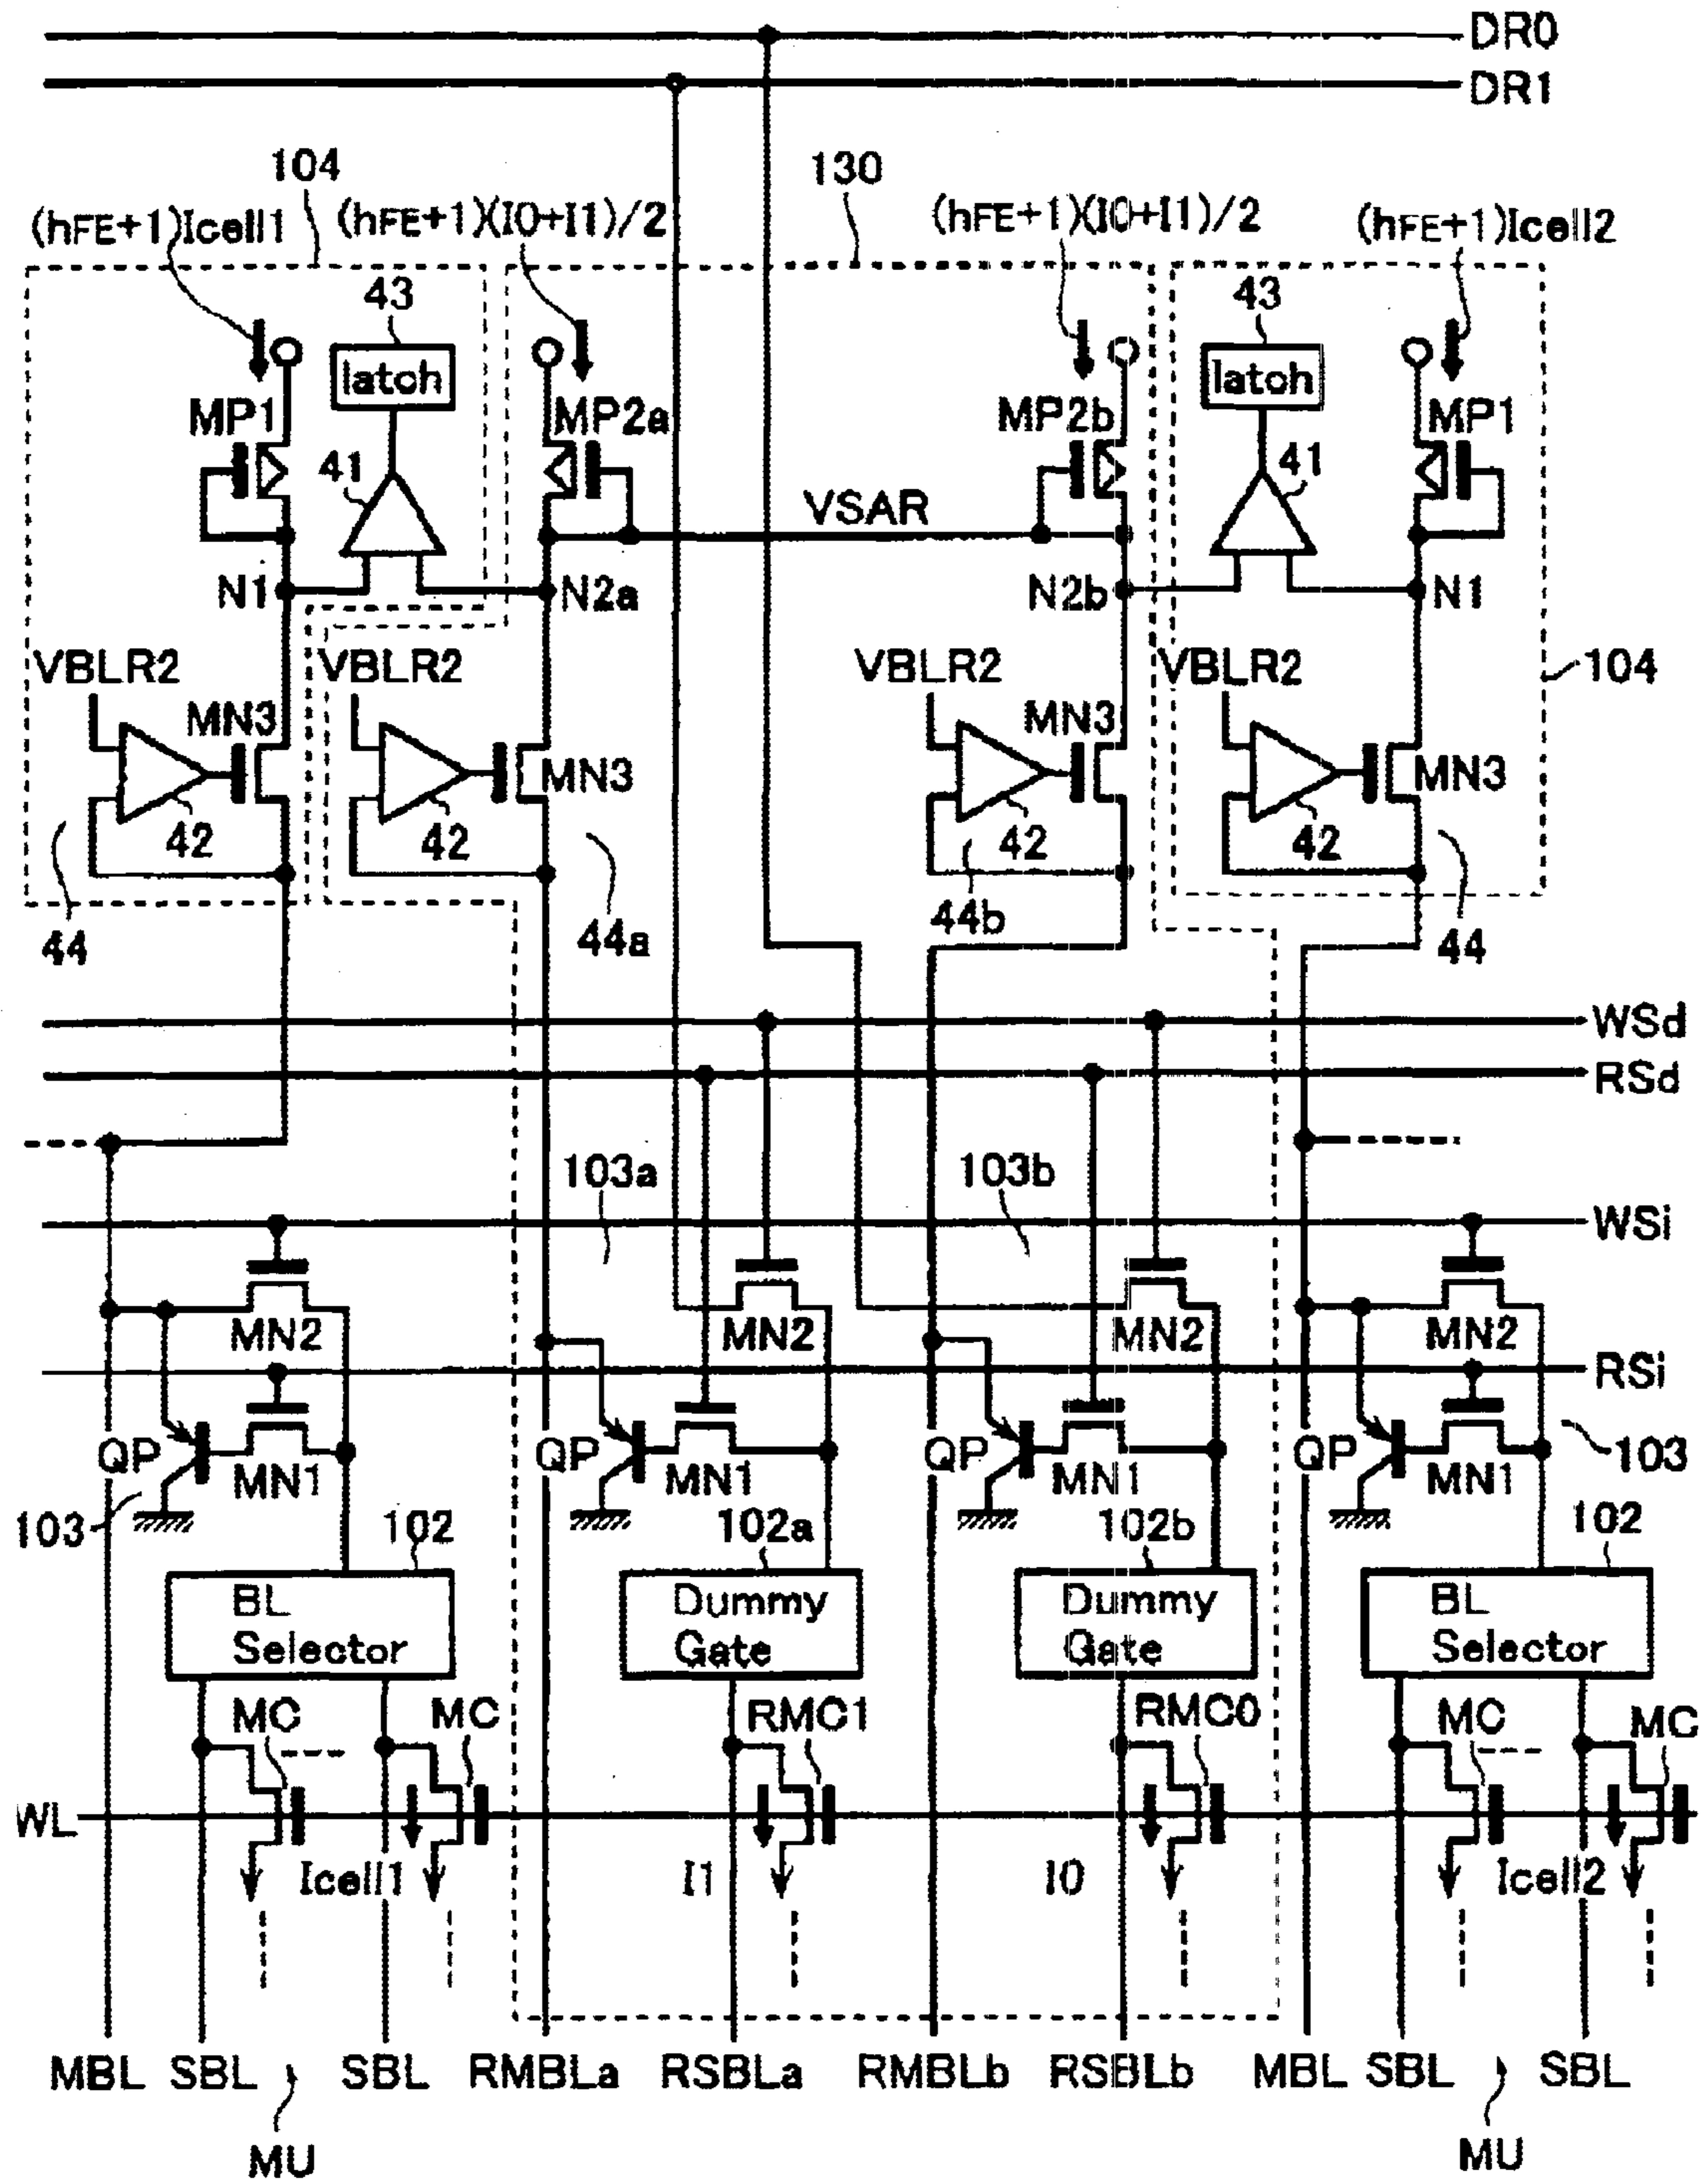 DR0
DR1
104
130
(hFE+1)Icell1
(hFE+1)(I0+I1)/2
(hFE+1)(I0+I1)/2
(hFE+1)Icell2
43
43
latch
latch
MP1
MP2a
MP2b
MP1
41
41
VSAR
N1
N2a
N2b
N1
VBLR2
VBLR2
VBLR2
VBLR2
104
MN3
MN3
MN3
MN3
42
42
42
42
44
44a
44b
44
WSd
RSd
103a
103b
WSi
MN2
MN2
MN2
MN2
RSi
QP
QP
QP
QP
MN1
MN1
MN1
MN1
103
103
102
102a
102b
102
BL Selector
Dummy Gate
Dummy Gate
BL Selector
MC
MC
RMC1
RMC0
MC
MC
WL
Icell1
I1
I0
Icell2
MBL
SBL
SBL
RMBLa
RSBLa
RMBLb
RSBLb
MBL
SBL
SBL
MU
MU